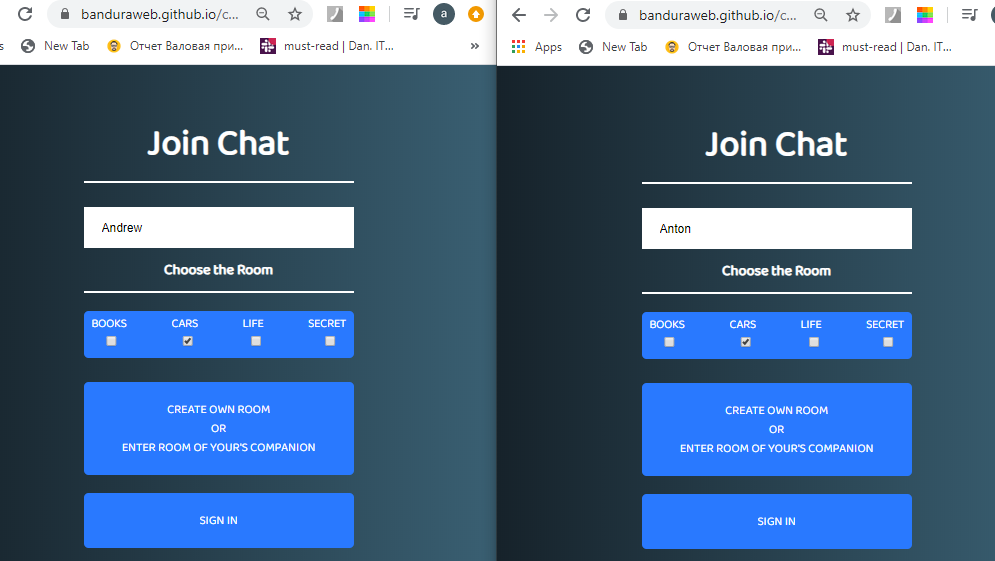 banduraweb.github.io/c...
a
s
New Tab
Отчет Валовая при...
must-read | Dan. IT...
»
Join Chat
Andrew
Choose the Room
BOOKS CARS LIFE SECRET
CREATE OWN ROOM
OR
ENTER ROOM OF YOUR'S COMPANION
SIGN IN
banduraweb.github.io/c...
Apps
New Tab
Отчет Валовая при...
must-read | Dan. IT...
Join Chat
Anton
Choose the Room
BOOKS CARS LIFE SECRET
CREATE OWN ROOM
OR
ENTER ROOM OF YOUR'S COMPANION
SIGN IN